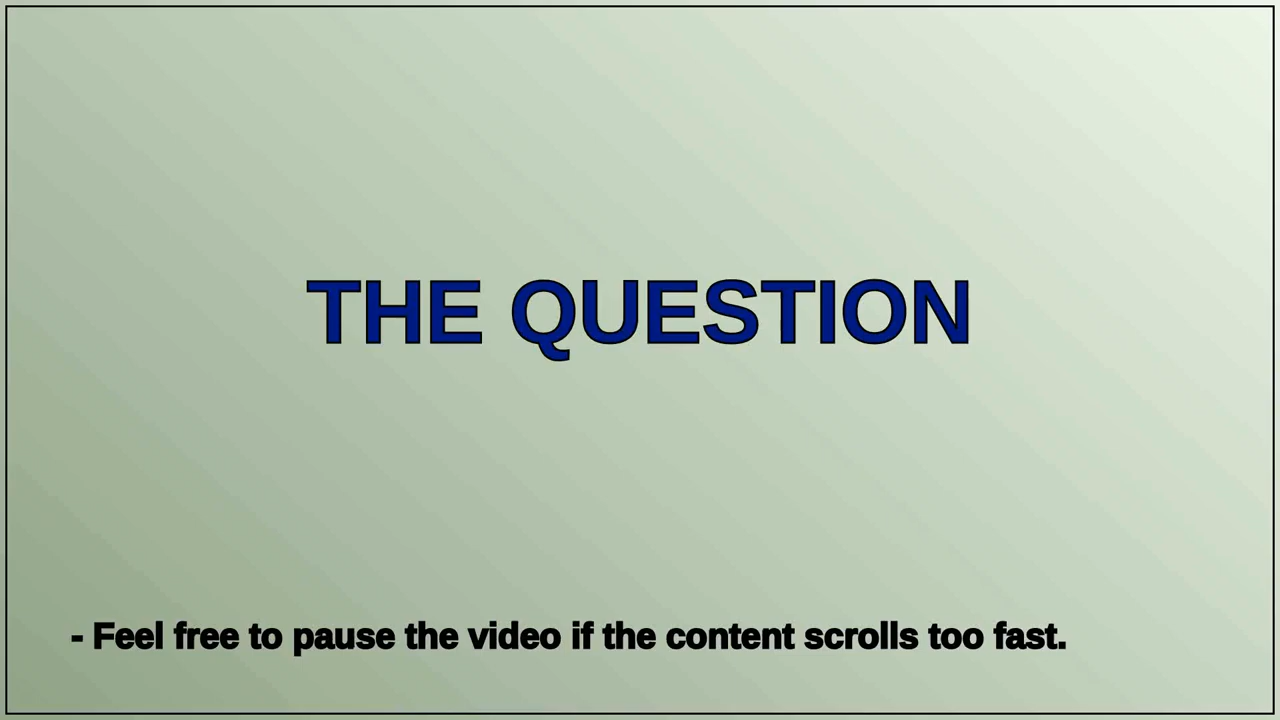 THE QUESTION
- Feel free to pause the video if the content scrolls too fast.